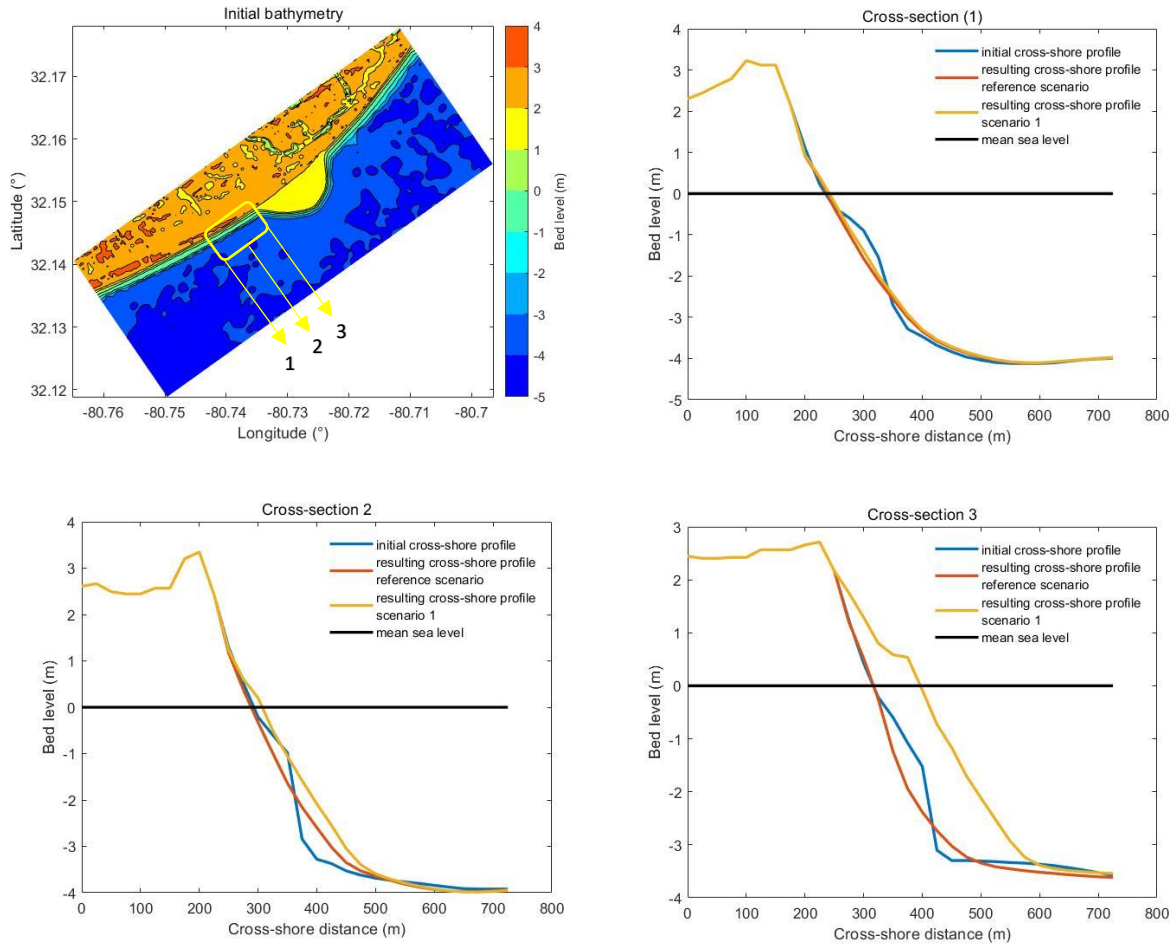 Initial bathymetry
32.17
32.16
32.15
32.14
32.13
32.12
Latitude (°)
-80.76
-80.75
-80.74
-80.73
-80.72
-80.71
-80.7
Longitude (°)
1
2
3
4
3
2
1
0
-1
-2
-3
-4
-5
Bed level (m)
Cross-section (1)
4
3
2
1
0
-1
-2
-3
-4
-5
Bed level (m)
0
100
200
300
400
500
600
700
800
Cross-shore distance (m)
initial cross-shore profile
resulting cross-shore profile
reference scenario
resulting cross-shore profile
scenario 1
mean sea level
Cross-section 2
4
3
2
1
0
-1
-2
-3
-4
Bed level (m)
0
100
200
300
400
500
600
700
800
Cross-shore distance (m)
initial cross-shore profile
resulting cross-shore profile
reference scenario
resulting cross-shore profile
scenario 1
mean sea level
Cross-section 3
3
2
1
0
-1
-2
-3
-4
Bed level (m)
0
100
200
300
400
500
600
700
800
Cross-shore distance (m)
initial cross-shore profile
resulting cross-shore profile
reference scenario
resulting cross-shore profile
scenario 1
mean sea level